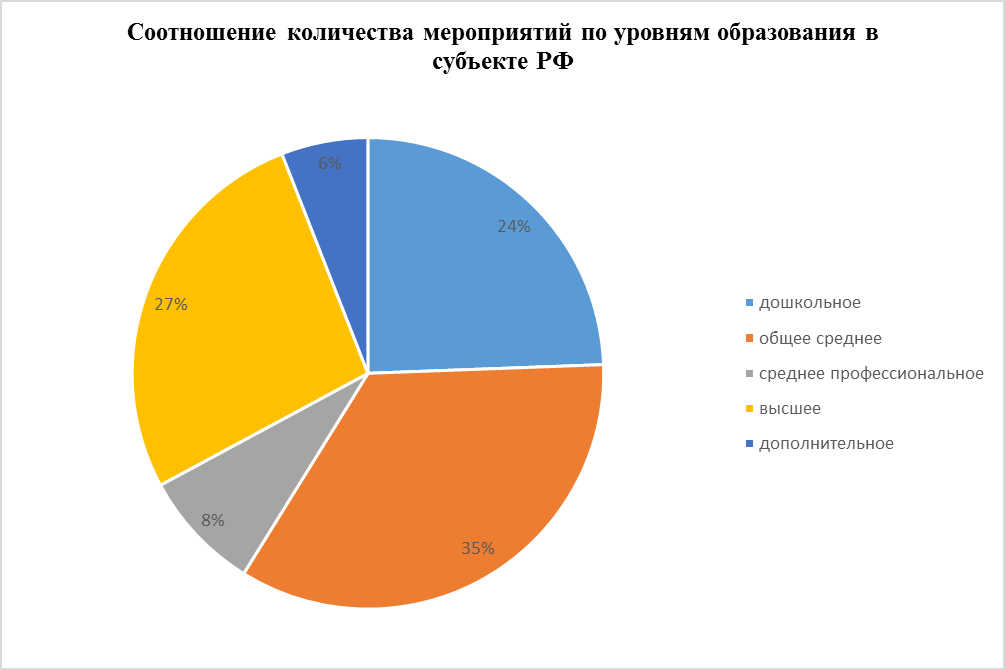 Соотношение количества мероприятий по уровням образования в
субъекте РФ
6%
24%
27%
8%
35%
дошкольное
общее среднее
среднее профессиональное
высшее
дополнительное